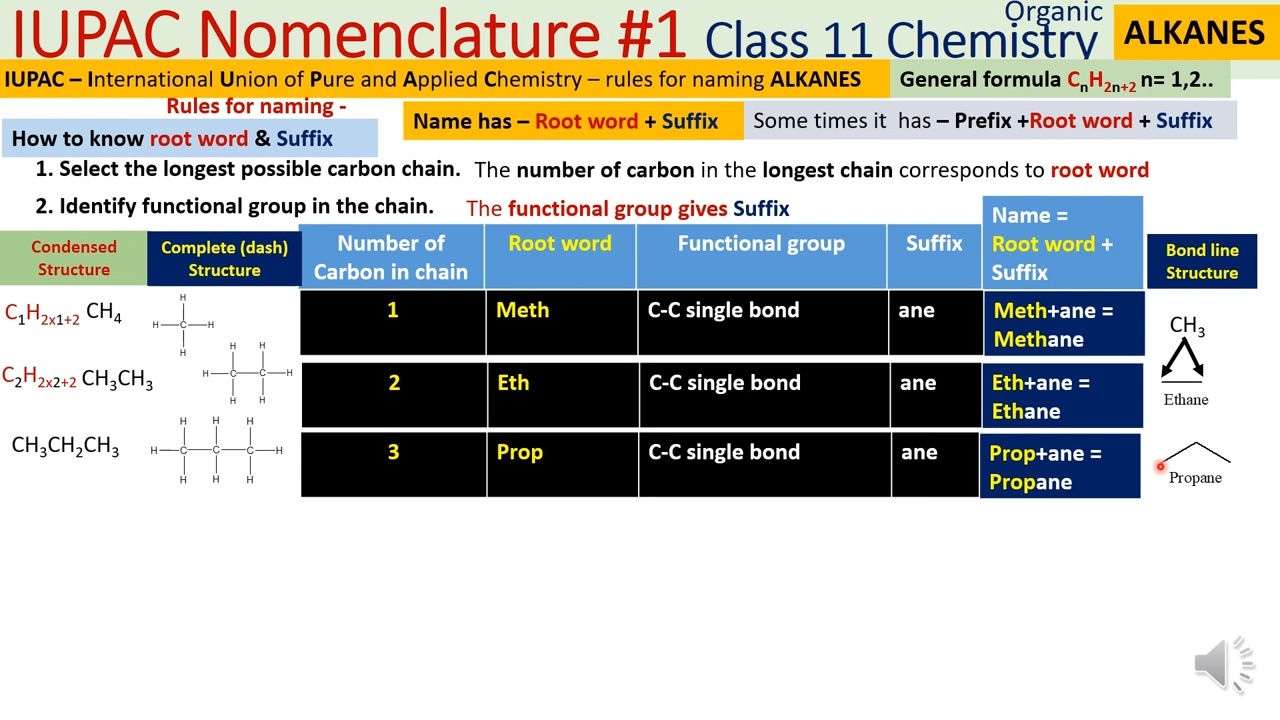 IUPAC Nomenclature #1 Class 11 Organic Chemistry ALKANES
IUPAC – International Union of Pure and Applied Chemistry – rules for naming ALKANES
General formula CₙH₂ₙ₊₂ n= 1,2..
Rules for naming -
How to know root word & Suffix
Name has – Root word + Suffix
Some times it has – Prefix +Root word + Suffix
1. Select the longest possible carbon chain. The number of carbon in the longest chain corresponds to root word
2. Identify functional group in the chain. The functional group gives Suffix
Condensed
Structure
Complete (dash)
Structure
Number of
Carbon in chain
Root word
Functional group
Suffix
Name =
Root word +
Suffix
Bond line
Structure
C₁H₂ₓ₁₊₂ CH₄
H
H C H
H
1
Meth
C-C single bond
ane
Meth+ane =
Methane
CH₃
Ethane
C₂H₂ₓ₂₊₂ CH₃CH₃
H H
H C C H
H H
2
Eth
C-C single bond
ane
Eth+ane =
Ethane
CH₃CH₂CH₃
H H H
H C C C H
H H H
3
Prop
C-C single bond
ane
Prop+ane =
Propane
Propane